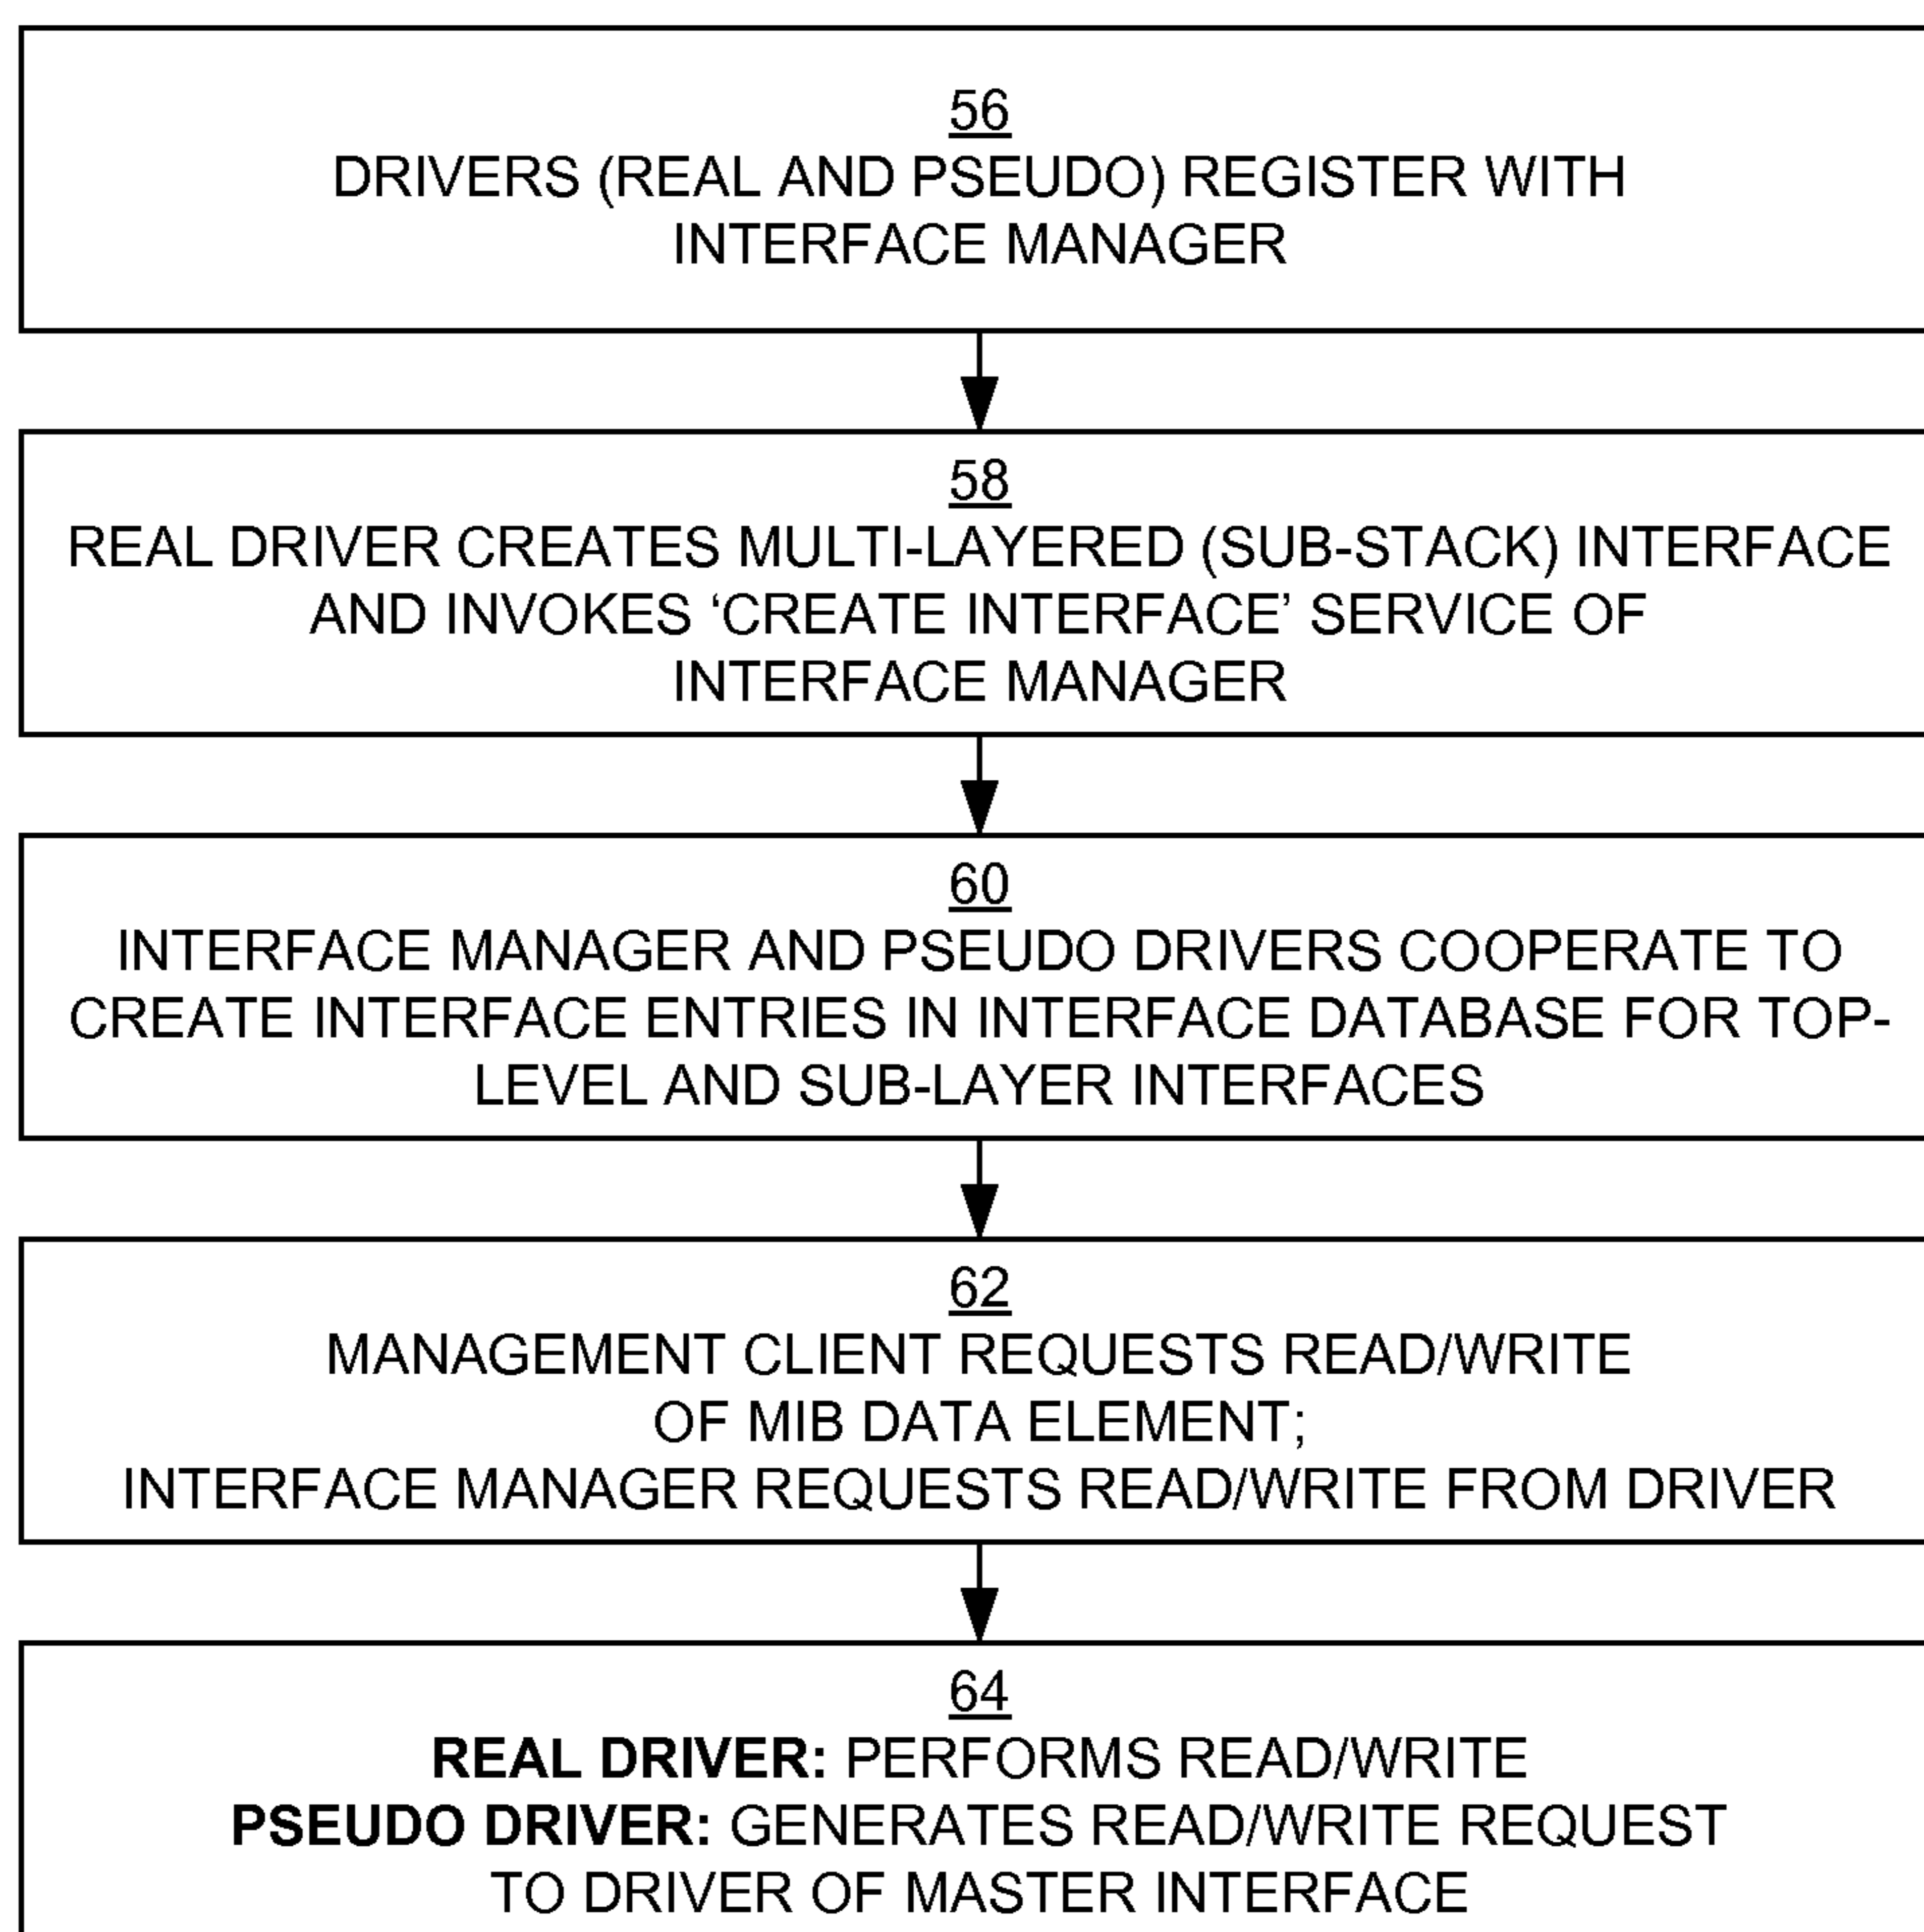 56
DRIVERS (REAL AND PSEUDO) REGISTER WITH
INTERFACE MANAGER
58
REAL DRIVER CREATES MULTI-LAYERED (SUB-STACK) INTERFACE
AND INVOKES ‘CREATE INTERFACE’ SERVICE OF
INTERFACE MANAGER
60
INTERFACE MANAGER AND PSEUDO DRIVERS COOPERATE TO
CREATE INTERFACE ENTRIES IN INTERFACE DATABASE FOR TOP-
LEVEL AND SUB-LAYER INTERFACES
62
MANAGEMENT CLIENT REQUESTS READ/WRITE
OF MIB DATA ELEMENT;
INTERFACE MANAGER REQUESTS READ/WRITE FROM DRIVER
64
REAL DRIVER: PERFORMS READ/WRITE
PSEUDO DRIVER: GENERATES READ/WRITE REQUEST
TO DRIVER OF MASTER INTERFACE